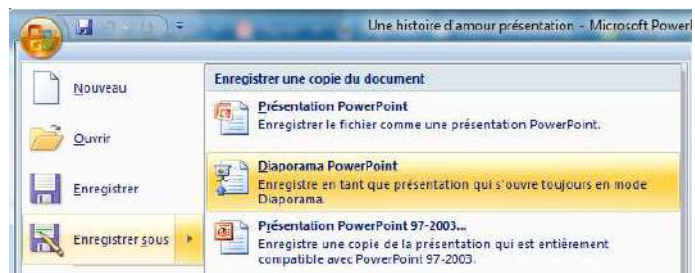 Une histoire d'amour présentation - Microsoft Power
Nouveau
Ouvrir
Enregistrer
Enregistrer sous
Enregistrer une copie du document
Présentation PowerPoint
Enregistrer le fichier comme une présentation PowerPoint.
Diaporama PowerPoint
Enregistre en tant que présentation qui s'ouvre toujours en mode
Diaporama.
Présentation PowerPoint 97-2003...
Enregistre une copie de la présentation qui est entièrement
compatible avec PowerPoint 97-2003.